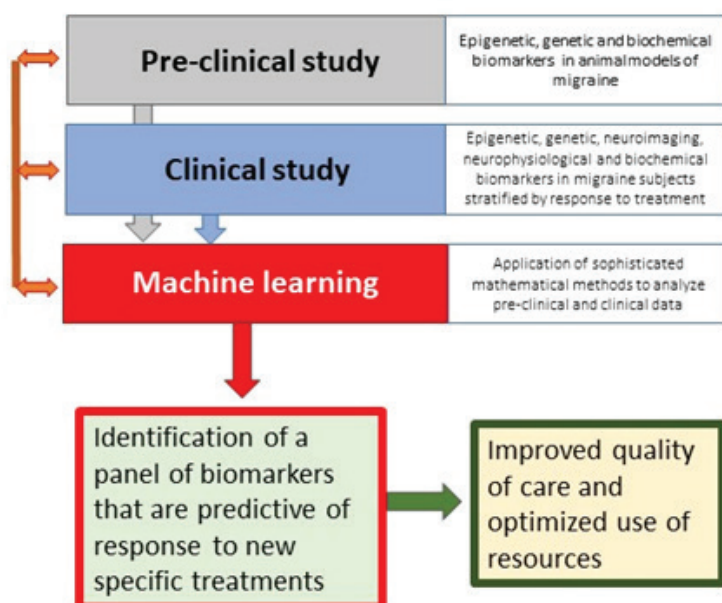 Pre-clinical study
Epigenetic, genetic and biochemical
biomarkers in animal models of
migraine
Clinical study
Epigenetic, genetic, neuroimaging,
neurophysiological and biochemical
biomarkers in migraine subjects
stratified by response to treatment
Machine learning
Application of sophisticated
mathematical methods to analyze
pre-clinical and clinical data
Identification of a
panel of biomarkers
that are predictive of
response to new
specific treatments
Improved quality
of care and
optimized use of
resources